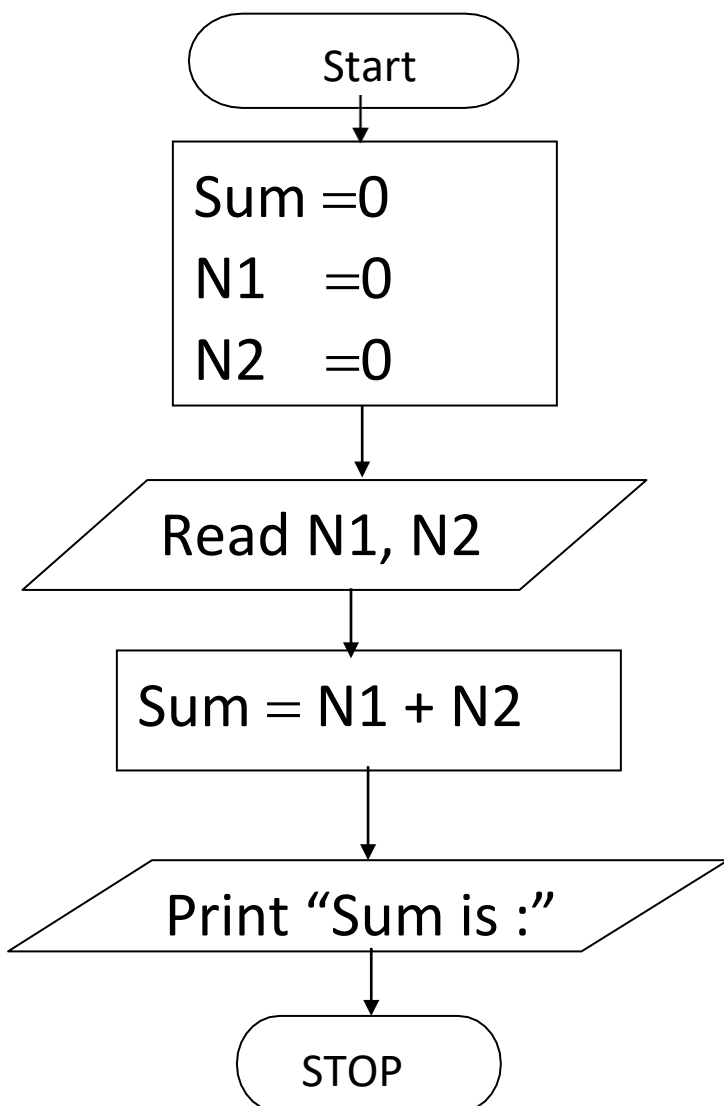 Start
Sum =0
N1 =0
N2 =0
Read N1, N2
Sum = N1 + N2
Print “Sum is :”
STOP